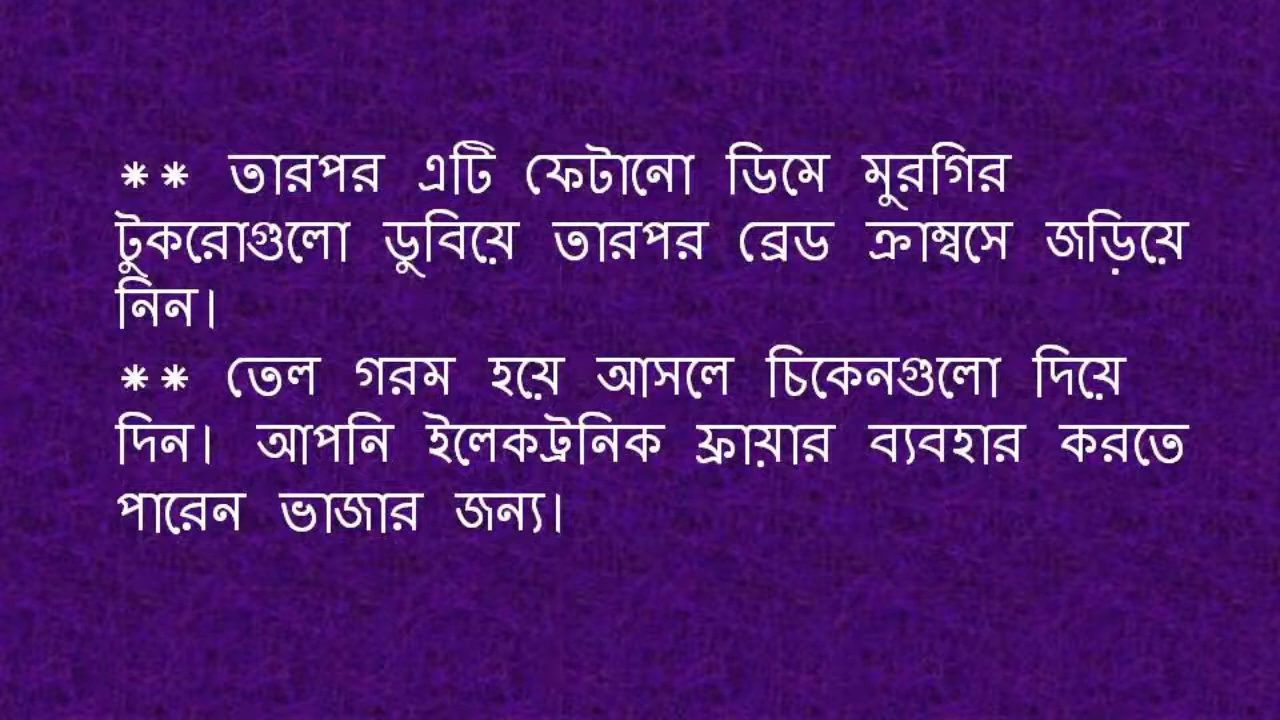 ** তারপর এটি ফেটানো ডিমে মুরগির
টুকরোগুলো ডুবিয়ে তারপর ব্রেড ক্রাম্বসে জড়িয়ে
নিন।
** তেল গরম হয়ে আসলে চিকেনগুলো দিয়ে
দিন। আপনি ইলেকট্রনিক ফ্রায়ার ব্যবহার করতে
পারেন ভাজার জন্য।